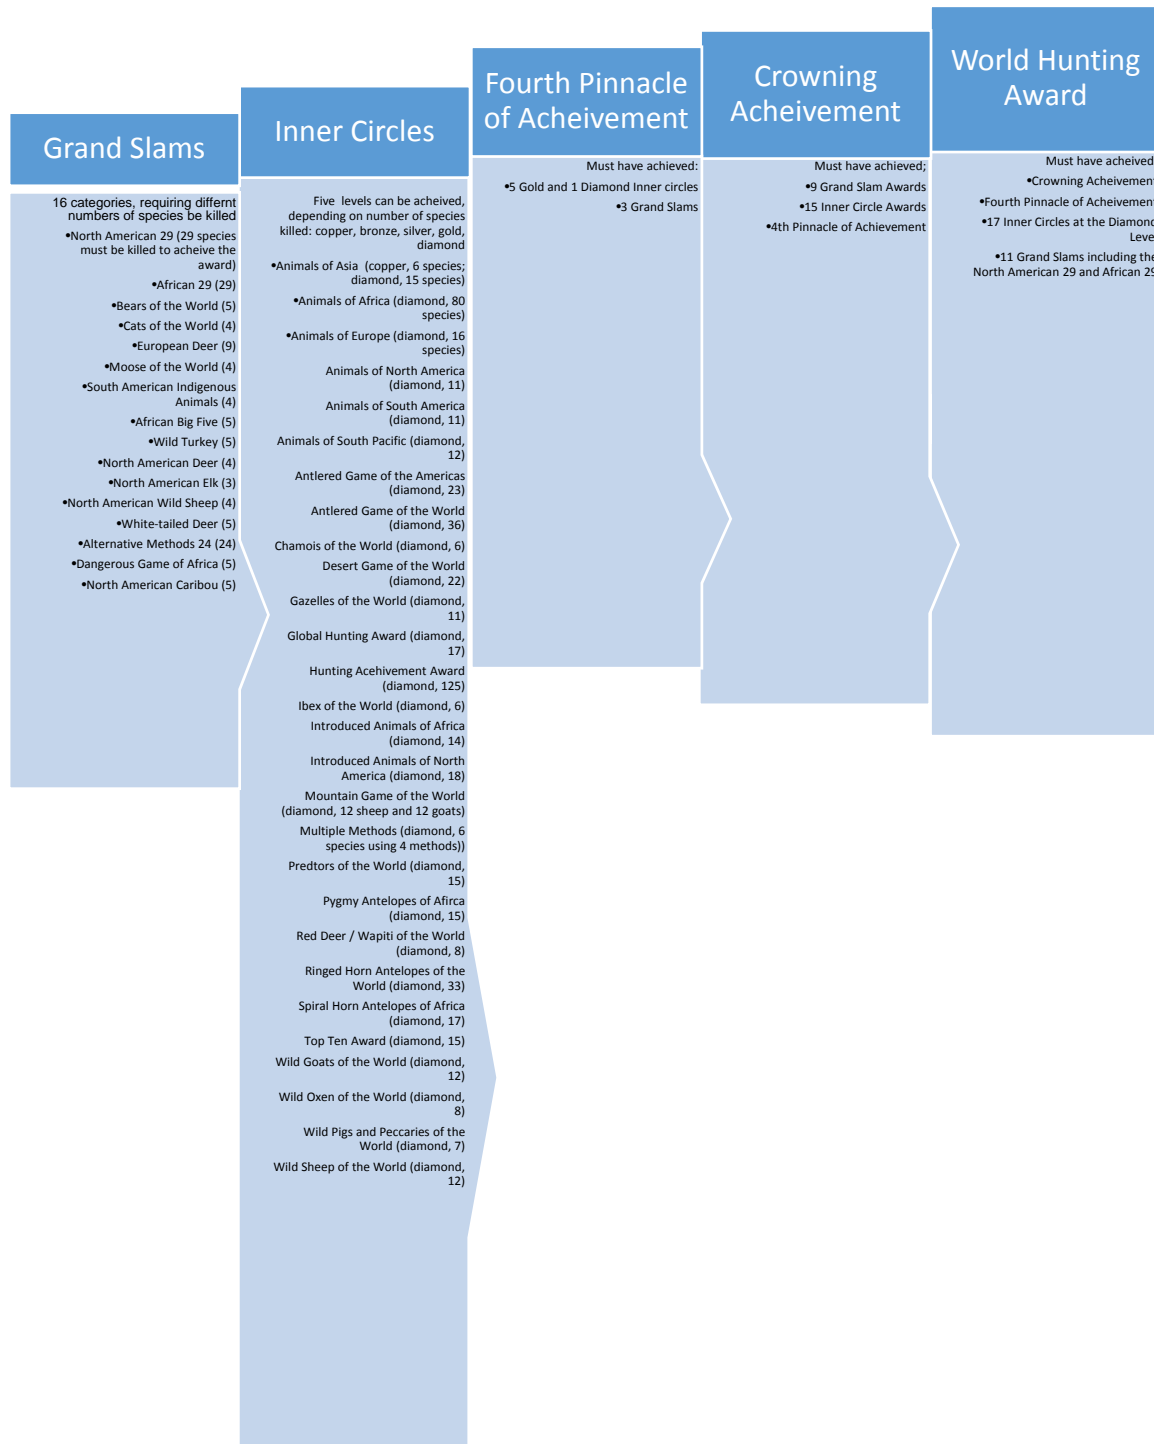 Grand Slams
16 categories, requiring differnt
numbers of species be killed
•North American 29 (29 species
must be killed to acheive the
award)
•African 29 (29)
•Bears of the World (5)
•Cats of the World (4)
•European Deer (9)
•Moose of the World (4)
•South American Indigenous
Animals (4)
•African Big Five (5)
•Wild Turkey (5)
•North American Deer (4)
•North American Elk (3)
•North American Wild Sheep (4)
•White-tailed Deer (5)
•Alternative Methods 24 (24)
•Dangerous Game of Africa (5)
•North American Caribou (5)
Inner Circles
Five levels can be acheived,
depending on number of species
killed: copper, bronze, silver, gold,
diamond
•Animals of Asia (copper, 6 species;
diamond, 15 species)
•Animals of Africa (diamond, 80
species)
•Animals of Europe (diamond, 16
species)
Animals of North America
(diamond, 11)
Animals of South America
(diamond, 11)
Animals of South Pacific (diamond,
12)
Antlered Game of the Americas
(diamond, 23)
Antlered Game of the World
(diamond, 36)
Chamois of the World (diamond, 6)
Desert Game of the World
(diamond, 22)
Gazelles of the World (diamond,
11)
Global Hunting Award (diamond,
17)
Hunting Acehivement Award
(diamond, 125)
Ibex of the World (diamond, 6)
Introduced Animals of Africa
(diamond, 14)
Introduced Animals of North
America (diamond, 18)
Mountain Game of the World
(diamond, 12 sheep and 12 goats)
Multiple Methods (diamond, 6
species using 4 methods))
Predtors of the World (diamond,
15)
Pygmy Antelopes of Afirca
(diamond, 15)
Red Deer / Wapiti of the World
(diamond, 8)
Ringed Horn Antelopes of the
World (diamond, 33)
Spiral Horn Antelopes of Africa
(diamond, 17)
Top Ten Award (diamond, 15)
Wild Goats of the World (diamond,
12)
Wild Oxen of the World (diamond,
8)
Wild Pigs and Peccaries of the
World (diamond, 7)
Wild Sheep of the World (diamond,
12)
Fourth Pinnacle
of Acheivement
Must have achieved:
•5 Gold and 1 Diamond Inner circles
•3 Grand Slams
Crowning
Acheivement
Must have achieved;
•9 Grand Slam Awards
•15 Inner Circle Awards
•4th Pinnacle of Achievement
World Hunting
Award
Must have acheived
•Crowning Acheivement
•Fourth Pinnacle of Acheivement
•17 Inner Circles at the Diamond
Level
•11 Grand Slams including the
North American 29 and African 29